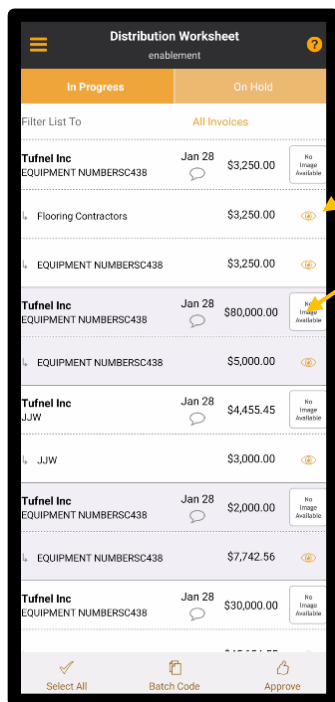 Distribution Worksheet
enablement
?
In Progress On Hold
Filter List To All Invoices
Tufnel Inc Jan 28 $3,250.00 No Image Available
EQUIPMENT NUMBERSC438
↳ Flooring Contractors $3,250.00
↳ EQUIPMENT NUMBERSC438 $3,250.00
Tufnel Inc Jan 28 $80,000.00 No Image Available
EQUIPMENT NUMBERSC438
↳ EQUIPMENT NUMBERSC438 $5,000.00
Tufnel Inc Jan 28 $4,455.45 No Image Available
JJW
↳ JJW $3,000.00
Tufnel Inc Jan 28 $2,000.00 No Image Available
EQUIPMENT NUMBERSC438
↳ EQUIPMENT NUMBERSC438 $7,742.56
Tufnel Inc Jan 28 $30,000.00 No Image Available
EQUIPMENT NUMBERSC438
Select All Batch Code Approve